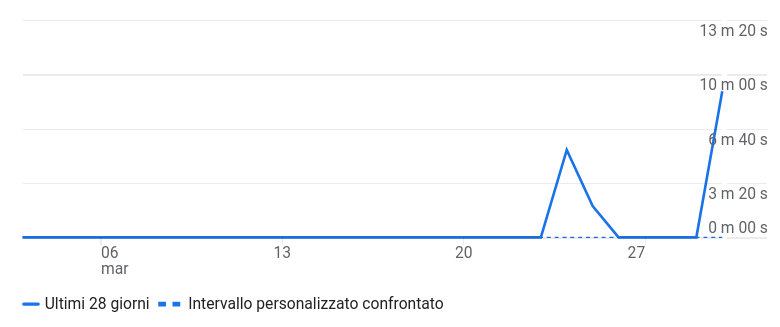 13 m 20 s
10 m 00 s
6 m 40 s
3 m 20 s
0 m 00 s
06 13 20 27
mar
Ultimi 28 giorni Intervallo personalizzato confrontato